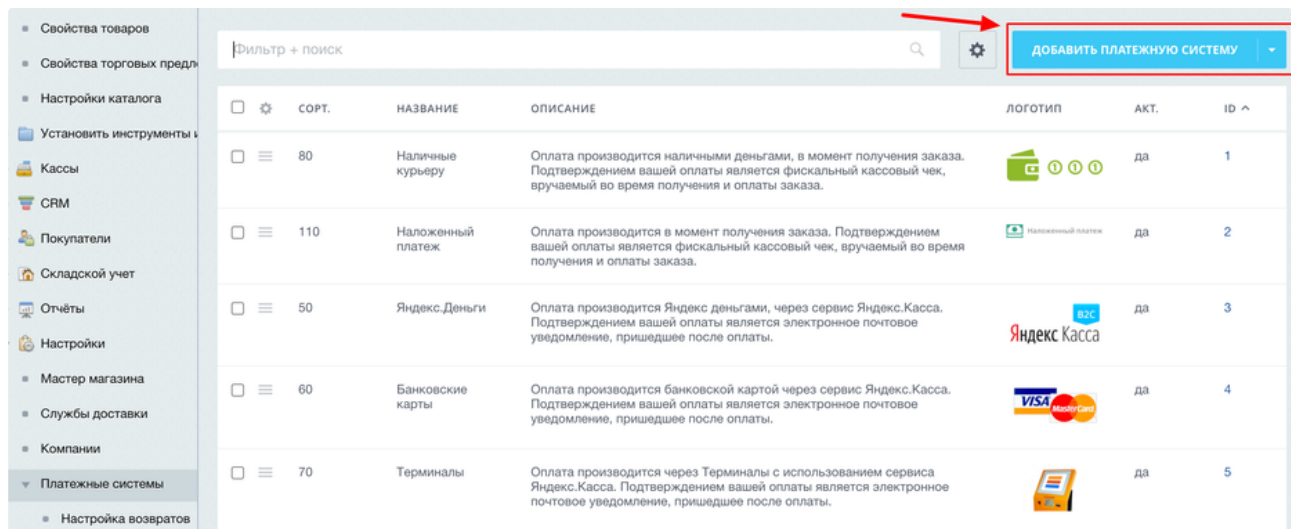 Свойства товаров
Свойства торговых предл
Настройки каталога
Установить инструменты и
Кассы
CRM
Покупатели
Складской учет
Отчёты
Настройки
Мастер магазина
Службы доставки
Компании
Платежные системы
Настройка возвратов
Фильтр + поиск
ДОБАВИТЬ ПЛАТЕЖНУЮ СИСТЕМУ
СОРТ. НАЗВАНИЕ ОПИСАНИЕ ЛОГОТИП АКТ. ID
80 Наличные Оплата производится наличными деньгами, в момент получения заказа. да 1
курьеру Подтверждением вашей оплаты является фискальный кассовый чек,
вручаемый во время получения и оплаты заказа.
110 Наложенный Оплата производится в момент получения заказа. Подтверждением Наложенный платеж да 2
платеж вашей оплаты является фискальный кассовый чек, вручаемый во время
получения и оплаты заказа.
50 Яндекс.Деньги Оплата производится Яндекс деньгами, через сервис Яндекс.Касса. B2C да 3
Подтверждением вашей оплаты является электронное почтовое
уведомление, пришедшее после оплаты. Яндекс Касса
60 Банковские Оплата производится банковской картой через сервис Яндекс.Касса. да 4
карты Подтверждением вашей оплаты является электронное почтовое VISA MasterCard
уведомление, пришедшее после оплаты.
70 Терминалы Оплата производится через Терминалы с использованием сервиса да 5
Яндекс.Касса. Подтверждением вашей оплаты является электронное
почтовое уведомление, пришедшее после оплаты.